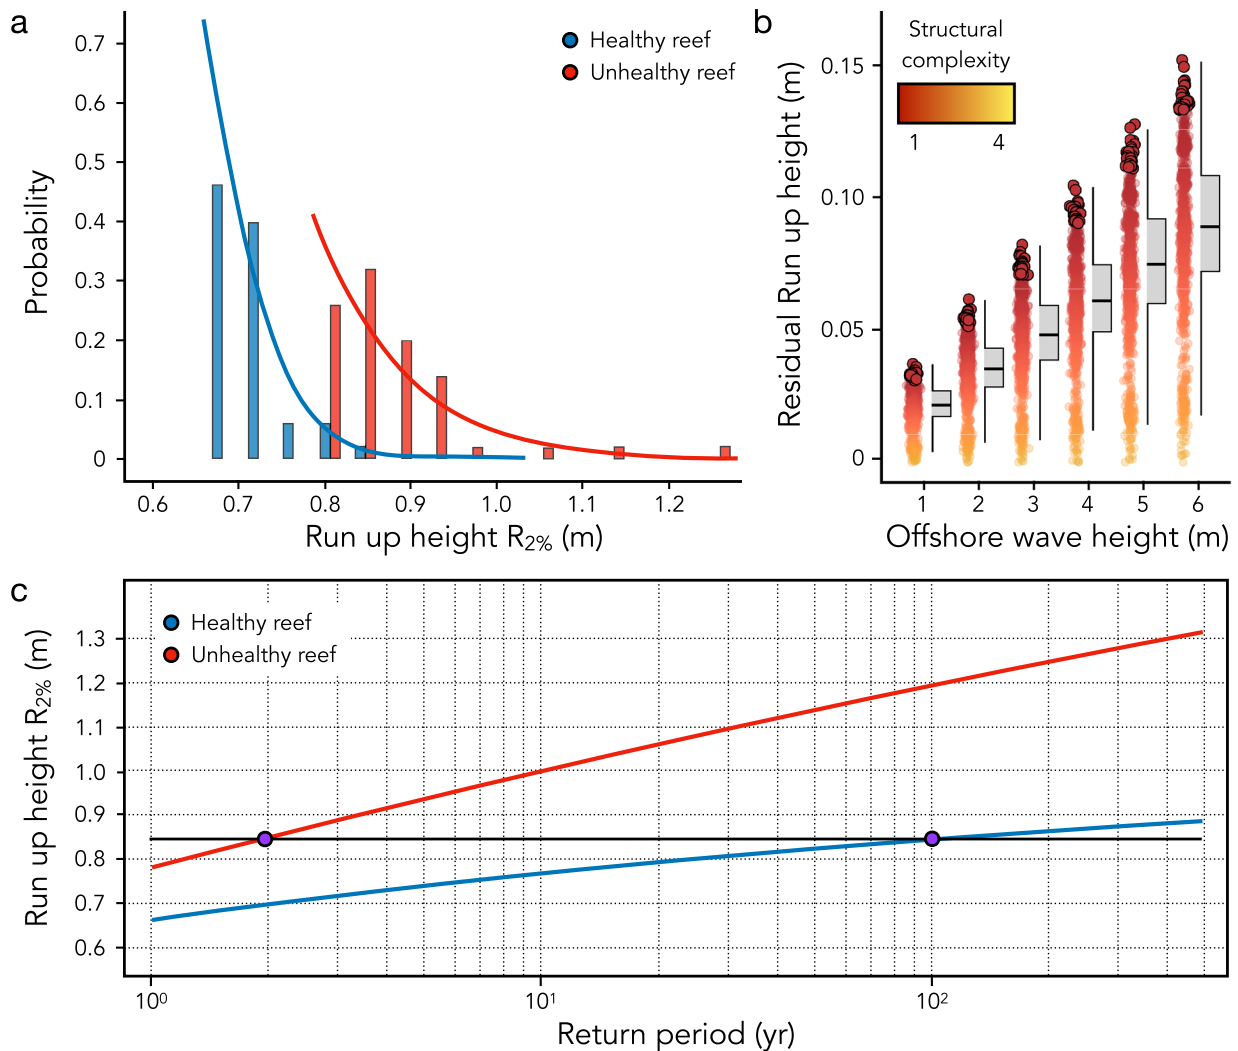 a
0.7
0.6
0.5
0.4
0.3
0.2
0.1
0
Probability
Healthy reef
Unhealthy reef
0.6 0.7 0.8 0.9 1.0 1.1 1.2
Run up height R2% (m)
b
Structural
complexity
1 4
0.15
0.10
0.05
0
Residual Run up height (m)
1 2 3 4 5 6
Offshore wave height (m)
c
Healthy reef
Unhealthy reef
1.3
1.2
1.1
1.0
0.9
0.8
0.7
0.6
Run up height R2% (m)
10⁰ 10¹ 10²
Return period (yr)